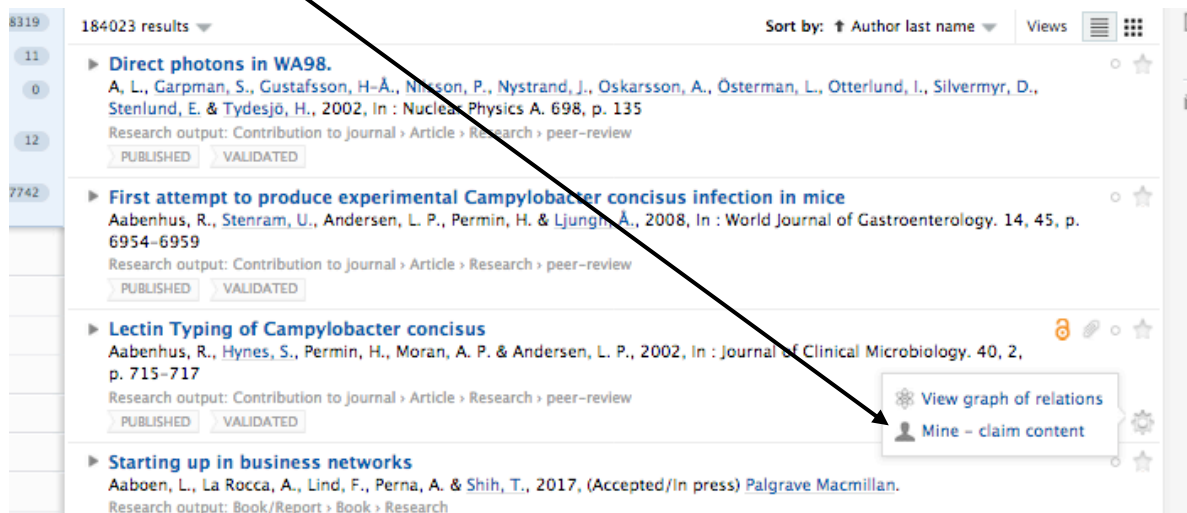 8319
11
0
12
7742
184023 results
Sort by: Author last name Views
Direct photons in WA98.
A, L., Garpman, S., Gustafsson, H-Å., Nilsson, P., Nystrand, J., Oskarsson, A., Österman, L., Otterlund, I., Silvermyr, D.,
Stenlund, E. & Tydesjö, H., 2002, In : Nuclear Physics A. 698, p. 135
Research output: Contribution to journal › Article › Research › peer-review
PUBLISHED VALIDATED
First attempt to produce experimental Campylobacter concisus infection in mice
Aabenhus, R., Stenram, U., Andersen, L. P., Permin, H. & Ljungh, Å., 2008, In : World Journal of Gastroenterology. 14, 45, p.
6954-6959
Research output: Contribution to journal › Article › Research › peer-review
PUBLISHED VALIDATED
Lectin Typing of Campylobacter concisus
Aabenhus, R., Hynes, S., Permin, H., Moran, A. P. & Andersen, L. P., 2002, In : Journal of Clinical Microbiology. 40, 2,
p. 715-717
Research output: Contribution to journal › Article › Research › peer-review
PUBLISHED VALIDATED
View graph of relations
Mine - claim content
Starting up in business networks
Aaboen, L., La Rocca, A., Lind, F., Perna, A. & Shih, T., 2017, (Accepted/In press) Palgrave Macmillan.
Research output: Book/Report › Book › Research